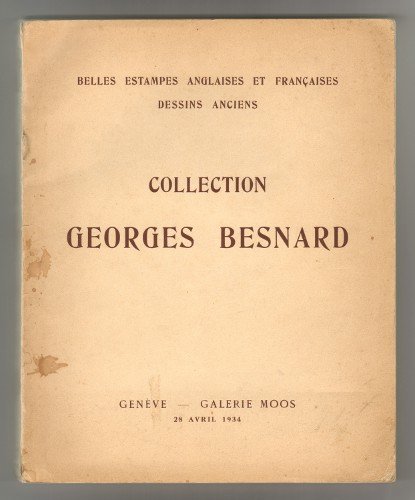 BELLES ESTAMPES ANGLAISES ET FRANÇAISES
DESSINS ANCIENS
COLLECTION
GEORGES BESNARD
GENÈVE — GALERIE MOOS
28 AVRIL 1934